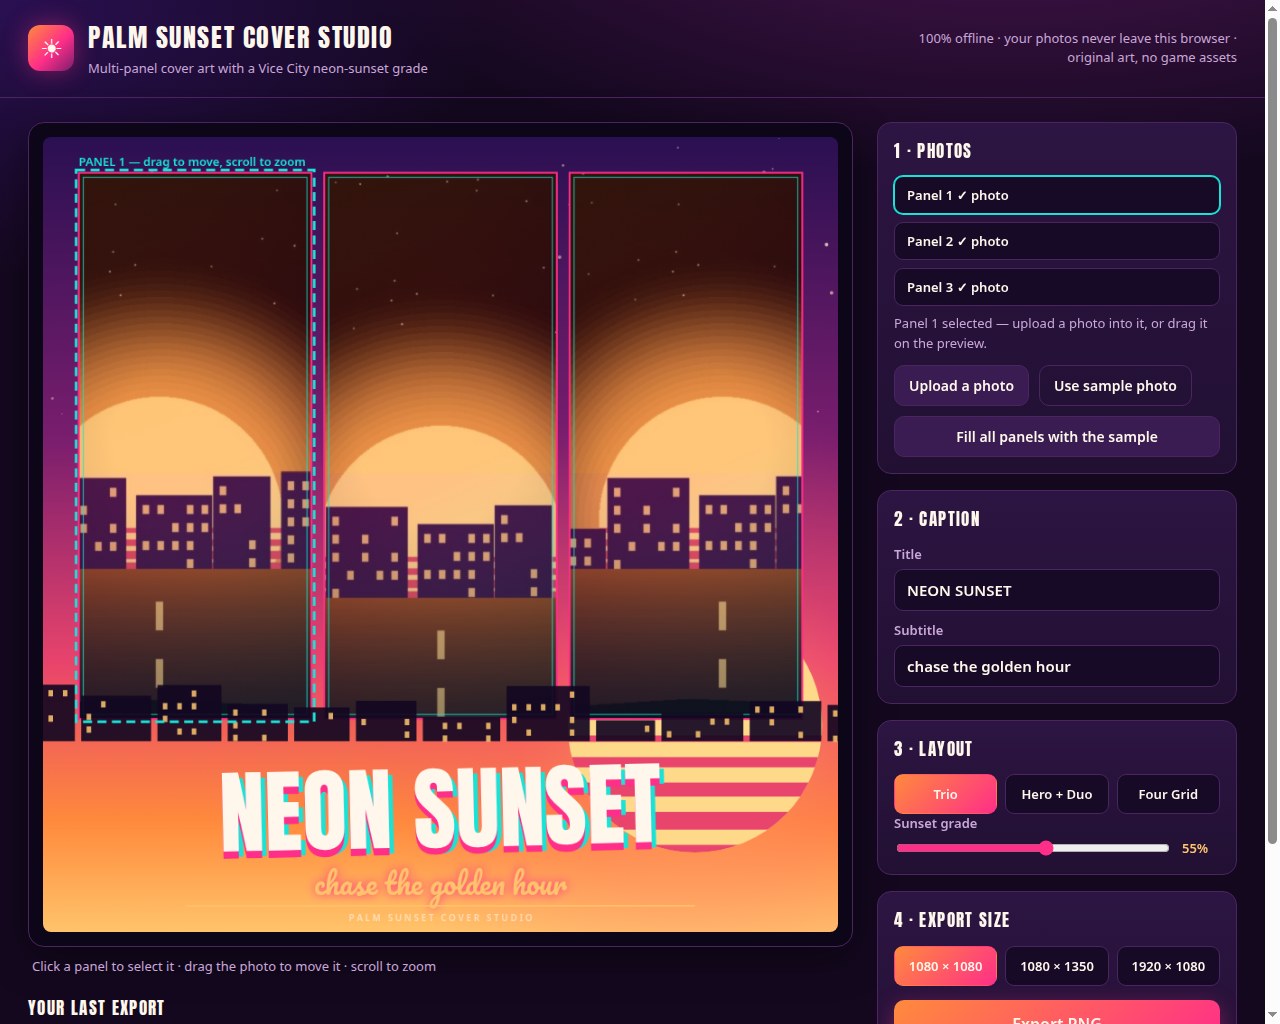 PALM SUNSET COVER STUDIO
Multi-panel cover art with a Vice City neon-sunset grade
100% offline · your photos never leave this browser ·
original art, no game assets
PANEL 1 — drag to move, scroll to zoom
NEON SUNSET
chase the golden hour
PALM SUNSET COVER STUDIO
Click a panel to select it · drag the photo to move it · scroll to zoom
YOUR LAST EXPORT
1 · PHOTOS
Panel 1 ✓ photo
Panel 2 ✓ photo
Panel 3 ✓ photo
Panel 1 selected — upload a photo into it, or drag it
on the preview.
Upload a photo
Use sample photo
Fill all panels with the sample
2 · CAPTION
Title
NEON SUNSET
Subtitle
chase the golden hour
3 · LAYOUT
Trio
Hero + Duo
Four Grid
Sunset grade
55%
4 · EXPORT SIZE
1080 × 1080
1080 × 1350
1920 × 1080
Export PNG